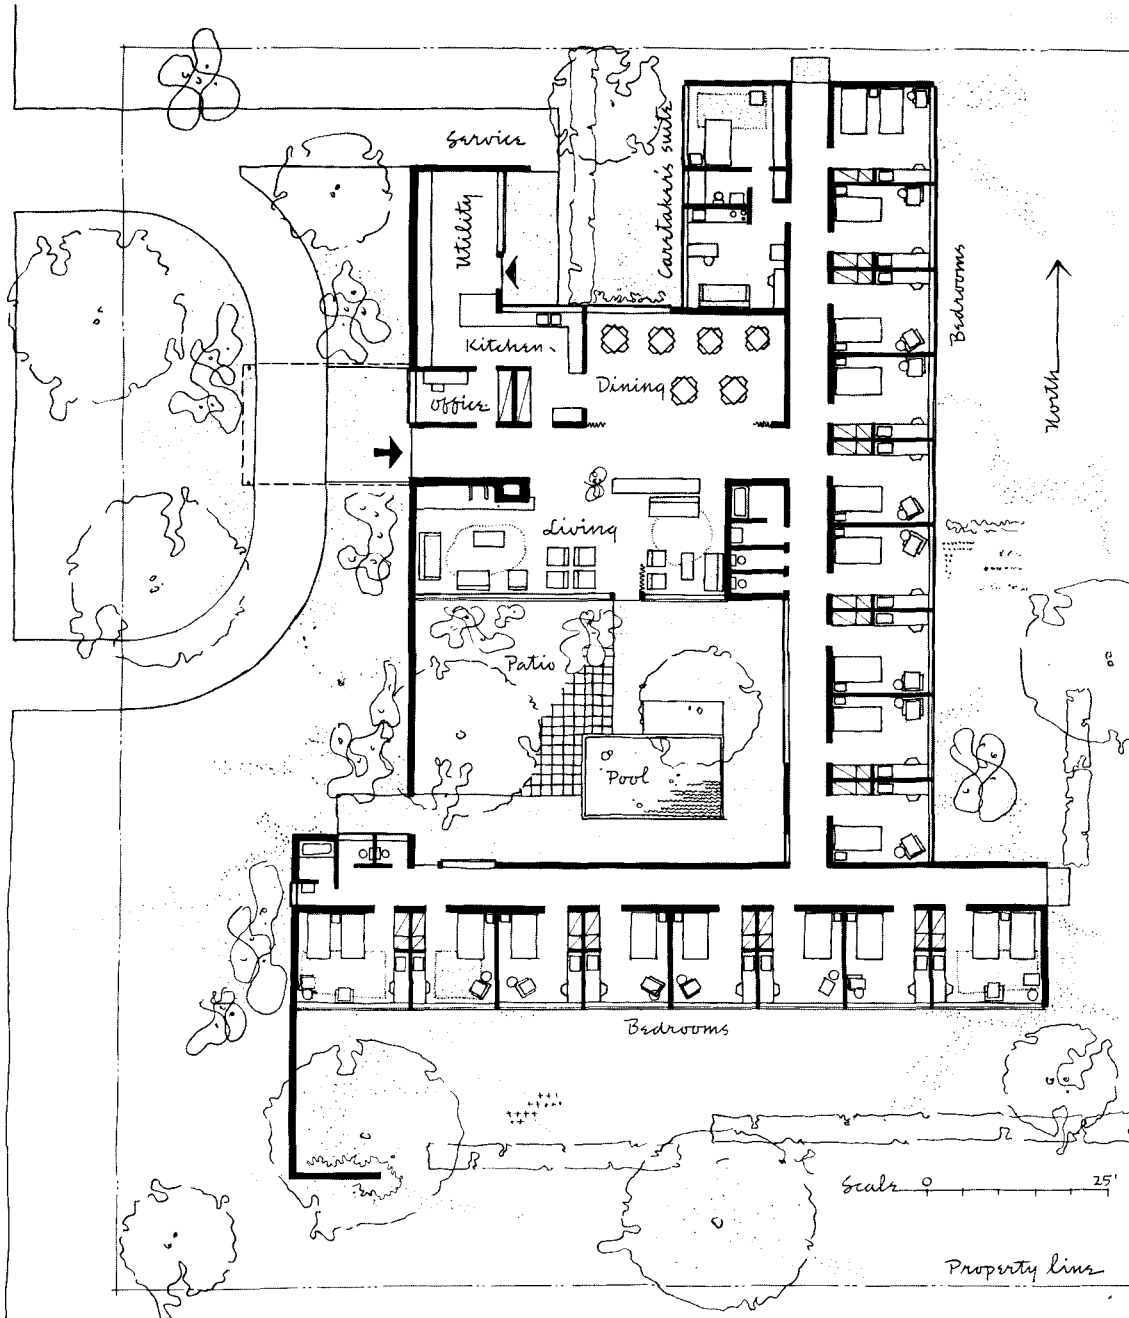 Service
Caretaker's suite
Utility
Bedrooms
Kitchen
Dining
Office
North
Living
Patio
Pool
Bedrooms
Scale 0 25'
Property line